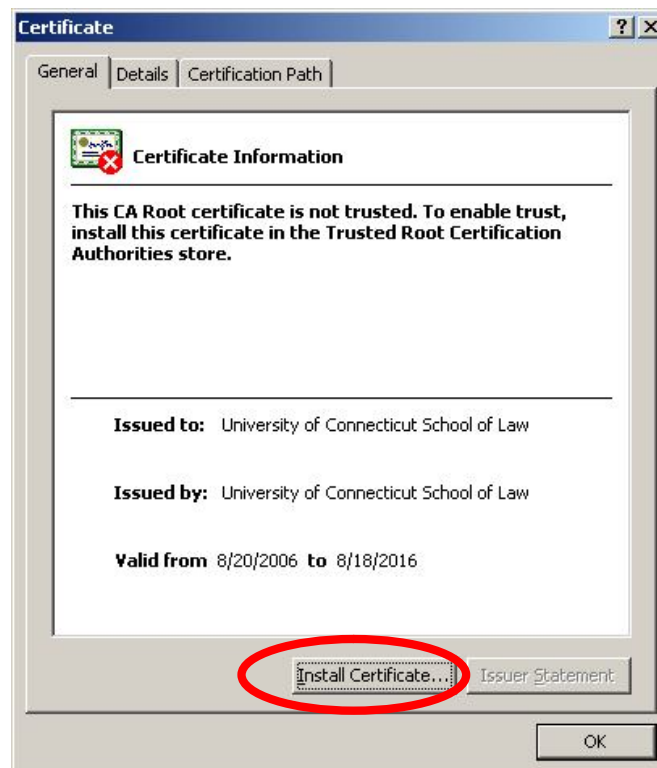 Certificate
General
Details
Certification Path
Certificate Information
This CA Root certificate is not trusted. To enable trust,
install this certificate in the Trusted Root Certification
Authorities store.
Issued to: University of Connecticut School of Law
Issued by: University of Connecticut School of Law
Valid from 8/20/2006 to 8/18/2016
Install Certificate...
Issuer Statement
OK